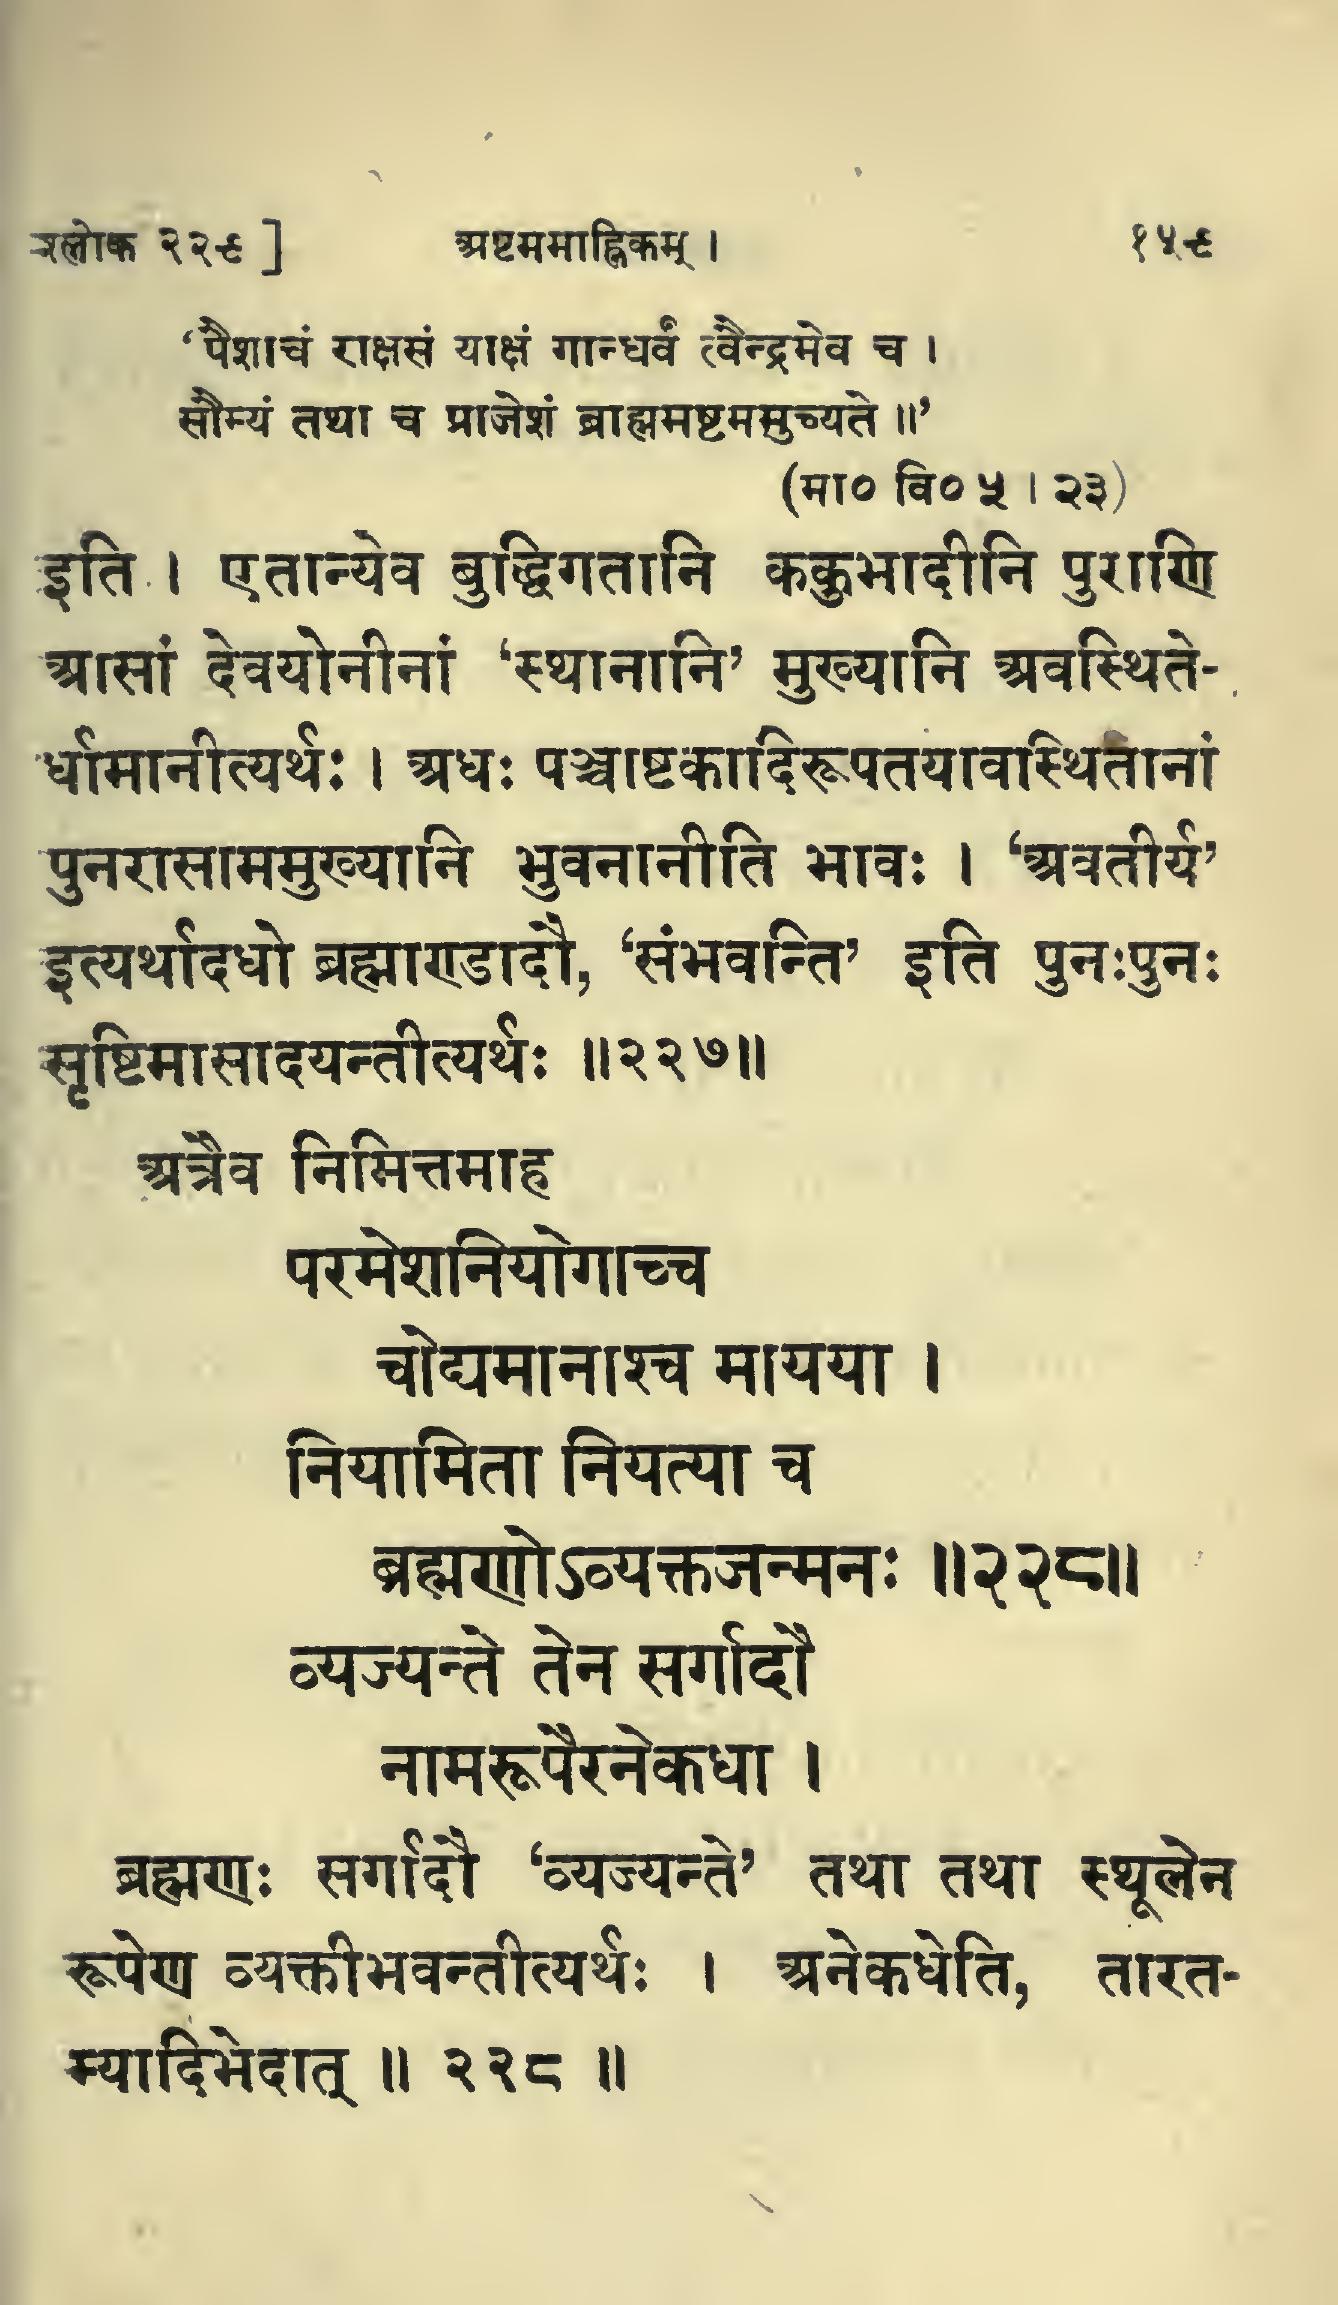 श्लोक २२९ ] अष्टममाह्निकम् । १५९
‘पैशाचं राक्षसं याक्षं गान्धर्वं त्वैन्द्रमेव च ।
सौम्यं तथा च प्राजेशं ब्राह्ममष्टममुच्यते ॥’
(मा० वि० ५ । २३)
इति । एतान्येव बुद्धिगतानि ककुभादीनि पुराणि
आसां देवयोनीनां ‘स्थानानि’ मुख्यानि अवस्थिते-
र्धामानीत्यर्थः । अधः पञ्चाष्टकादिरूपतयावस्थितानां
पुनरासाममुख्यानि भुवनानीति भावः । ‘अवतीर्य’
इत्यर्थादधो ब्रह्माण्डादौ, ‘संभवन्ति’ इति पुनःपुनः
सृष्टिमासादयन्तीत्यर्थः ॥२२७॥
अत्रैव निमित्तमाह
परमेशनियोगाच्च
चोद्यमानाश्च मायया ।
नियामिता नियत्या च
ब्रह्मणोऽव्यक्तजन्मनः ॥२२८॥
व्यज्यन्ते तेन सर्गादौ
नामरूपैरनेकधा ।
ब्रह्मणः सर्गादौ ‘व्यज्यन्ते’ तथा तथा स्थूलेन
रूपेण व्यक्तीभवन्तीत्यर्थः । अनेकधेति, तारत-
म्यादिभेदात् ॥ २२८ ॥